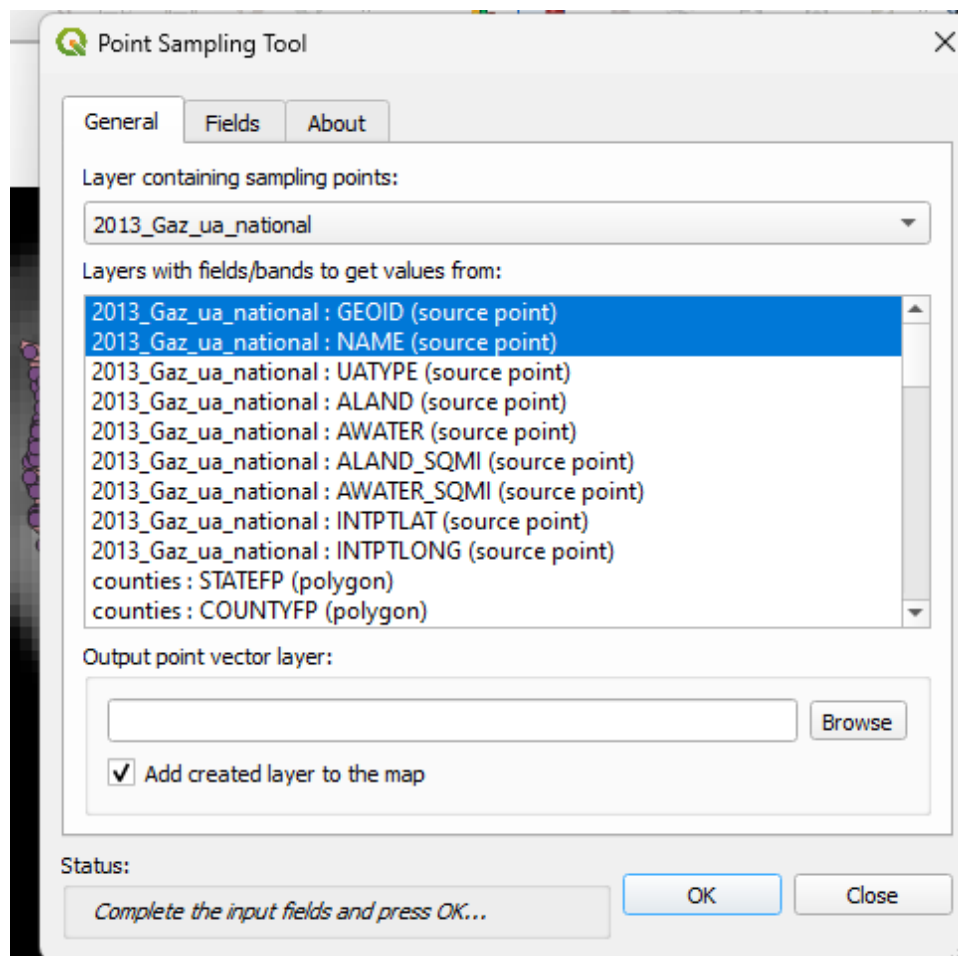 Point Sampling Tool
General Fields About
Layer containing sampling points:
2013_Gaz_ua_national
Layers with fields/bands to get values from:
2013_Gaz_ua_national : GEOID (source point)
2013_Gaz_ua_national : NAME (source point)
2013_Gaz_ua_national : UATYPE (source point)
2013_Gaz_ua_national : ALAND (source point)
2013_Gaz_ua_national : AWATER (source point)
2013_Gaz_ua_national : ALAND_SQMI (source point)
2013_Gaz_ua_national : AWATER_SQMI (source point)
2013_Gaz_ua_national : INTPTLAT (source point)
2013_Gaz_ua_national : INTPTLONG (source point)
counties : STATEFP (polygon)
counties : COUNTYFP (polygon)
Output point vector layer:
Browse
Add created layer to the map
Status:
Complete the input fields and press OK...
OK Close